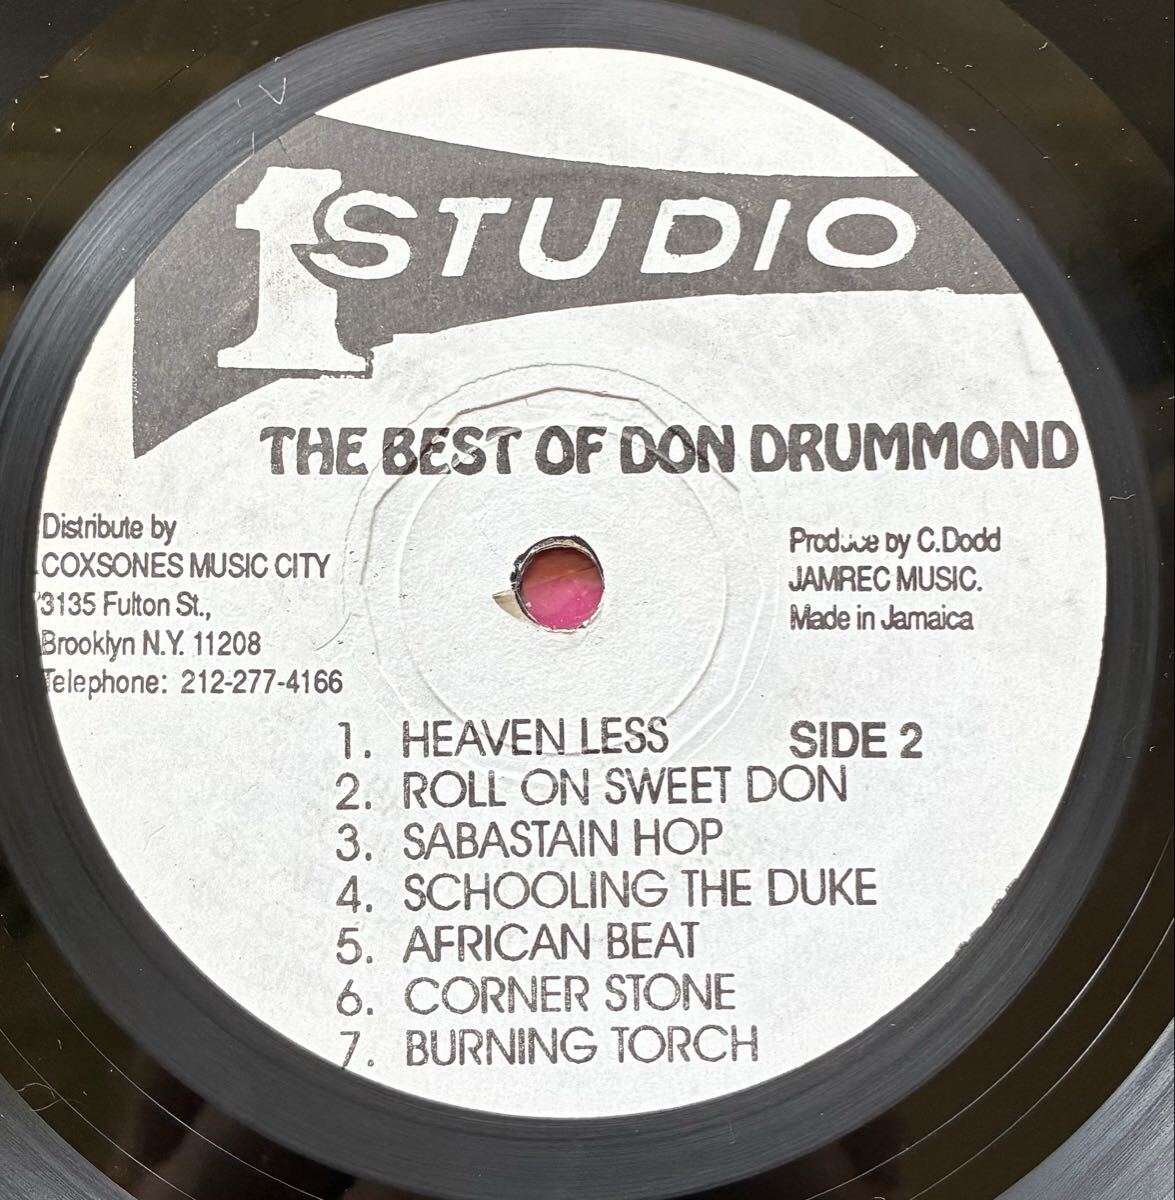 1 STUDIO
THE BEST OF DON DRUMMOND
Distribute by
COXSONES MUSIC CITY
3135 Fulton St.,
Brooklyn N.Y. 11208
Telephone: 212-277-4166
Produce by C.Dodd
JAMREC MUSIC.
Made in Jamaica
SIDE 2
1. HEAVEN LESS
2. ROLL ON SWEET DON
3. SABASTAIN HOP
4. SCHOOLING THE DUKE
5. AFRICAN BEAT
6. CORNER STONE
7. BURNING TORCH